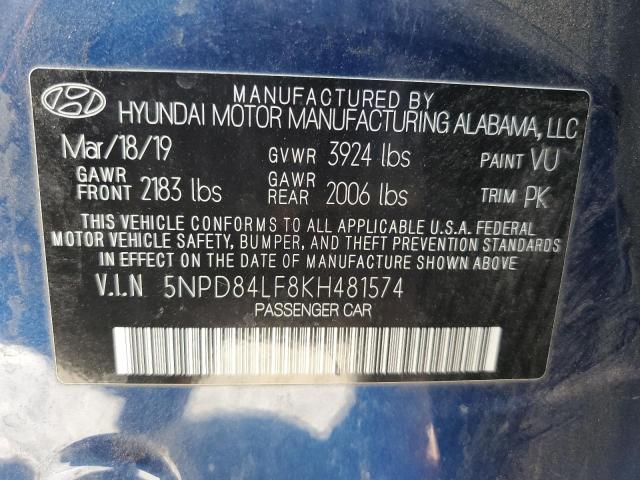 MANUFACTURED BY
HYUNDAI MOTOR MANUFACTURING ALABAMA, LLC
Mar/18/19 GVWR 3924 lbs PAINT VU
GAWR FRONT 2183 lbs GAWR REAR 2006 lbs TRIM PK
THIS VEHICLE CONFORMS TO ALL APPLICABLE U.S.A. FEDERAL
MOTOR VEHICLE SAFETY, BUMPER, AND THEFT PREVENTION STANDARDS
IN EFFECT ON THE DATE OF MANUFACTURE SHOWN ABOVE.
V.I.N 5NPD84LF8KH481574
PASSENGER CAR